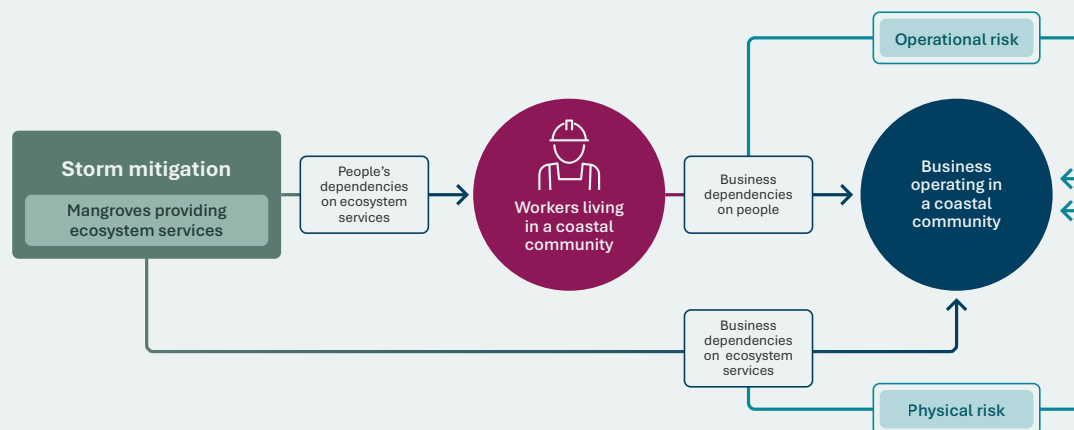 Operational risk
Storm mitigation
Mangroves providing
ecosystem services
People’s
dependencies
on ecosystem
services
Workers living
in a coastal
community
Business
dependencies
on people
Business
operating in
a coastal
community
Business
dependencies
on ecosystem
services
Physical risk